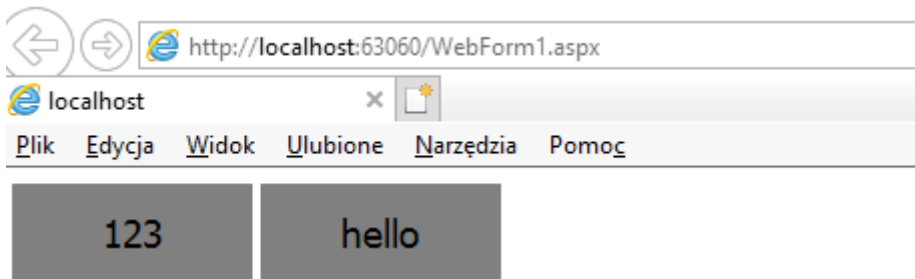 http://localhost:63060/WebForm1.aspx
localhost
Plik Edycja Widok Ulubione Narzędzia Pomoc
123 hello